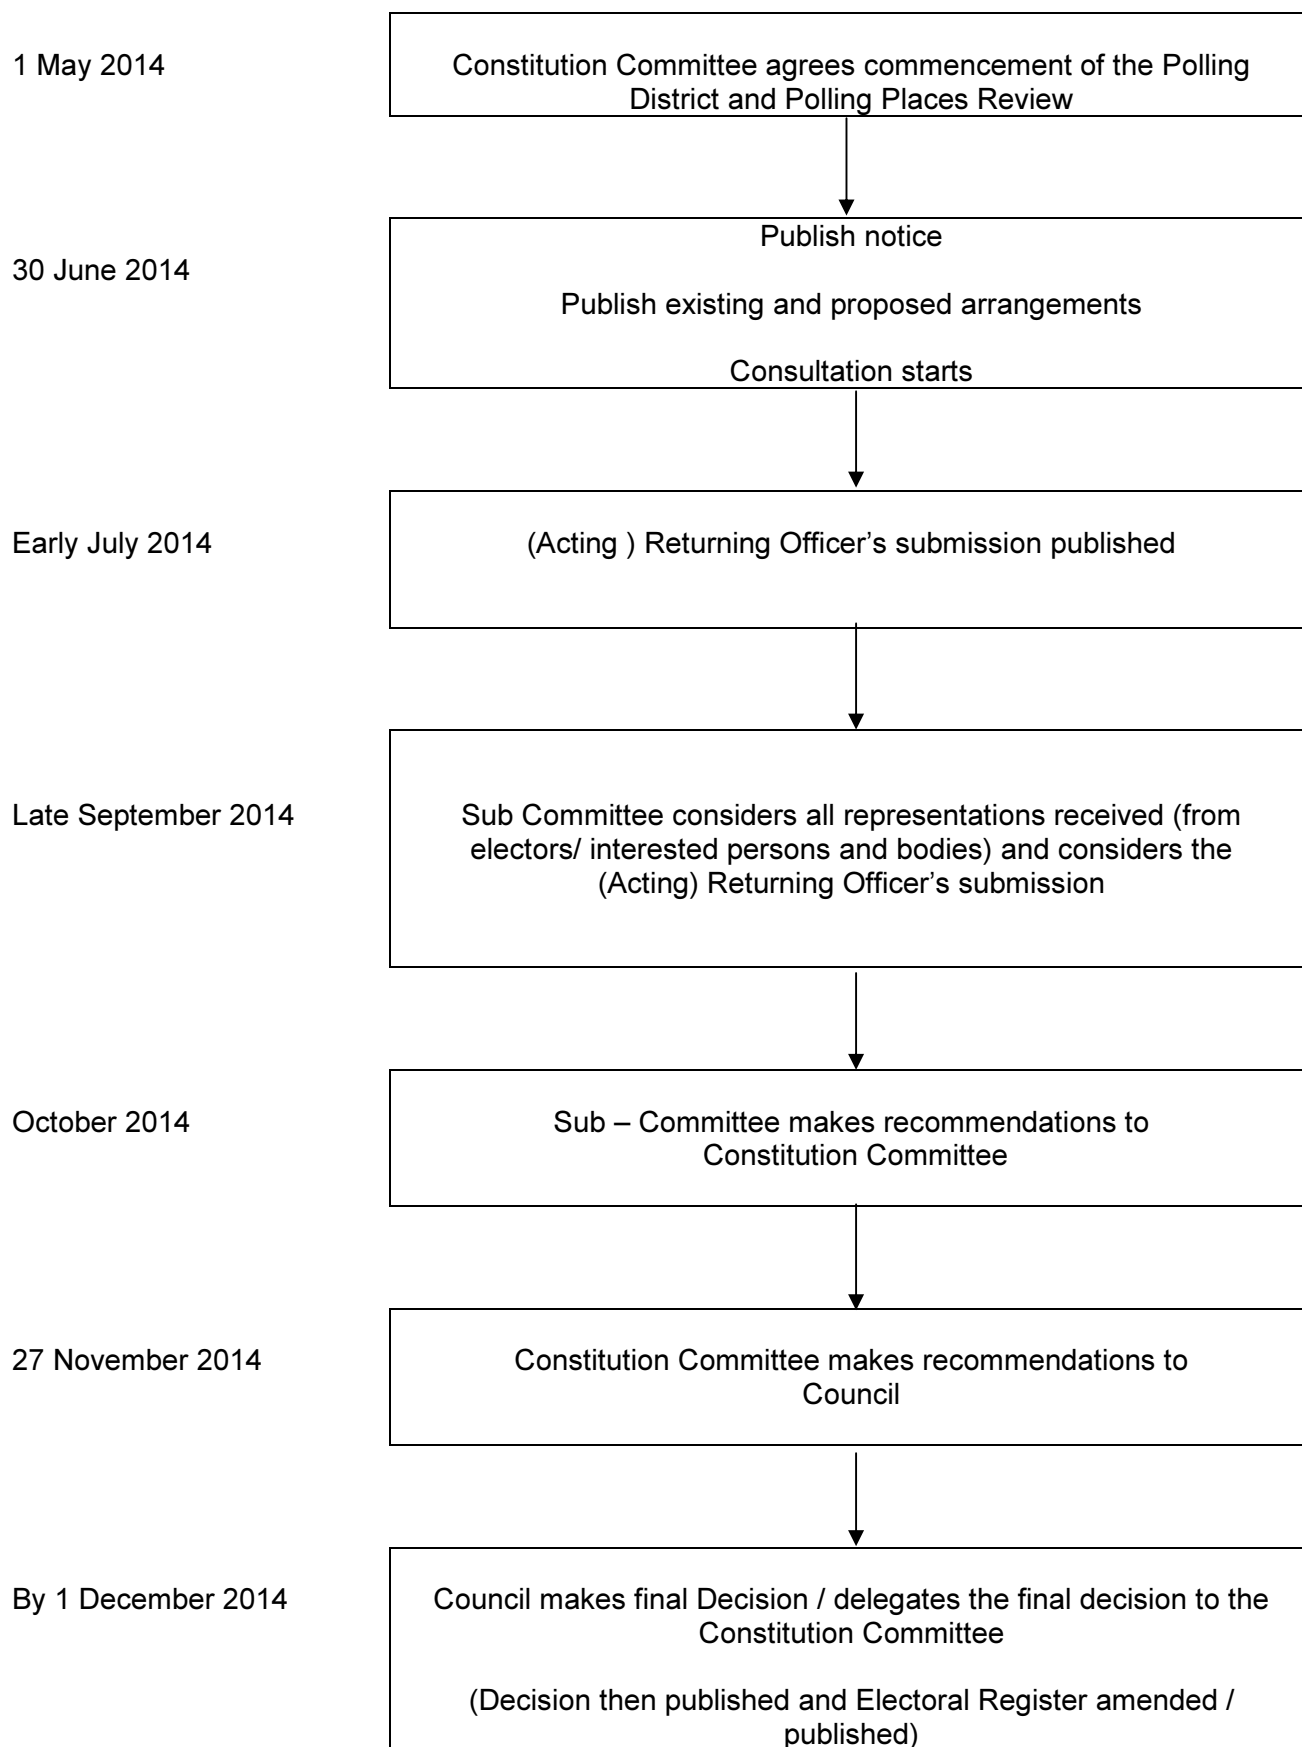 1 May 2014
Constitution Committee agrees commencement of the Polling
District and Polling Places Review
30 June 2014
Publish notice
Publish existing and proposed arrangements
Consultation starts
Early July 2014
(Acting ) Returning Officer’s submission published
Late September 2014
Sub Committee considers all representations received (from
electors/ interested persons and bodies) and considers the
(Acting) Returning Officer’s submission
October 2014
Sub – Committee makes recommendations to
Constitution Committee
27 November 2014
Constitution Committee makes recommendations to
Council
By 1 December 2014
Council makes final Decision / delegates the final decision to the
Constitution Committee
(Decision then published and Electoral Register amended /
published)